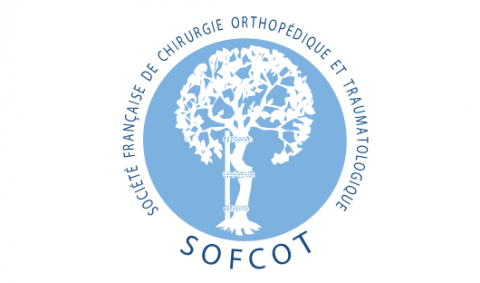 SOCIÉTÉ FRANÇAISE DE CHIRURGIE ORTHOPÉDIQUE ET TRAUMATOLOGIQUE
SOFCOT